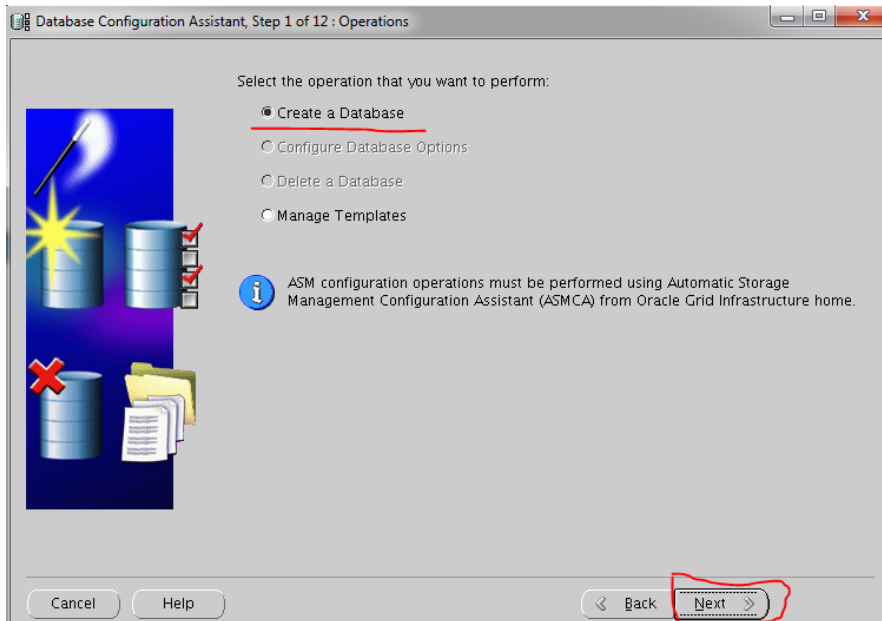 Database Configuration Assistant, Step 1 of 12 : Operations
Select the operation that you want to perform:
Create a Database
Configure Database Options
Delete a Database
Manage Templates
ASM configuration operations must be performed using Automatic Storage
Management Configuration Assistant (ASMCA) from Oracle Grid Infrastructure home.
Cancel
Help
Back
Next